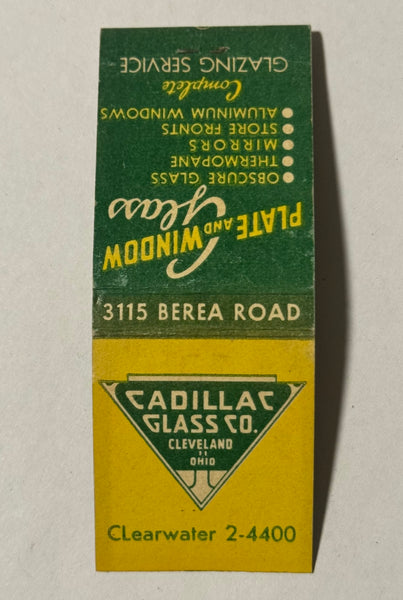 PLATE AND WINDOW
Glass
• OBSCURE GLASS
• THERMOPANE
• MIRRORS
• STORE FRONTS
• ALUMINUM WINDOWS
Complete
GLAZING SERVICE
3115 BEREA ROAD
CADILLAC
GLASS CO.
CLEVELAND
OHIO
CLearwater 2-4400